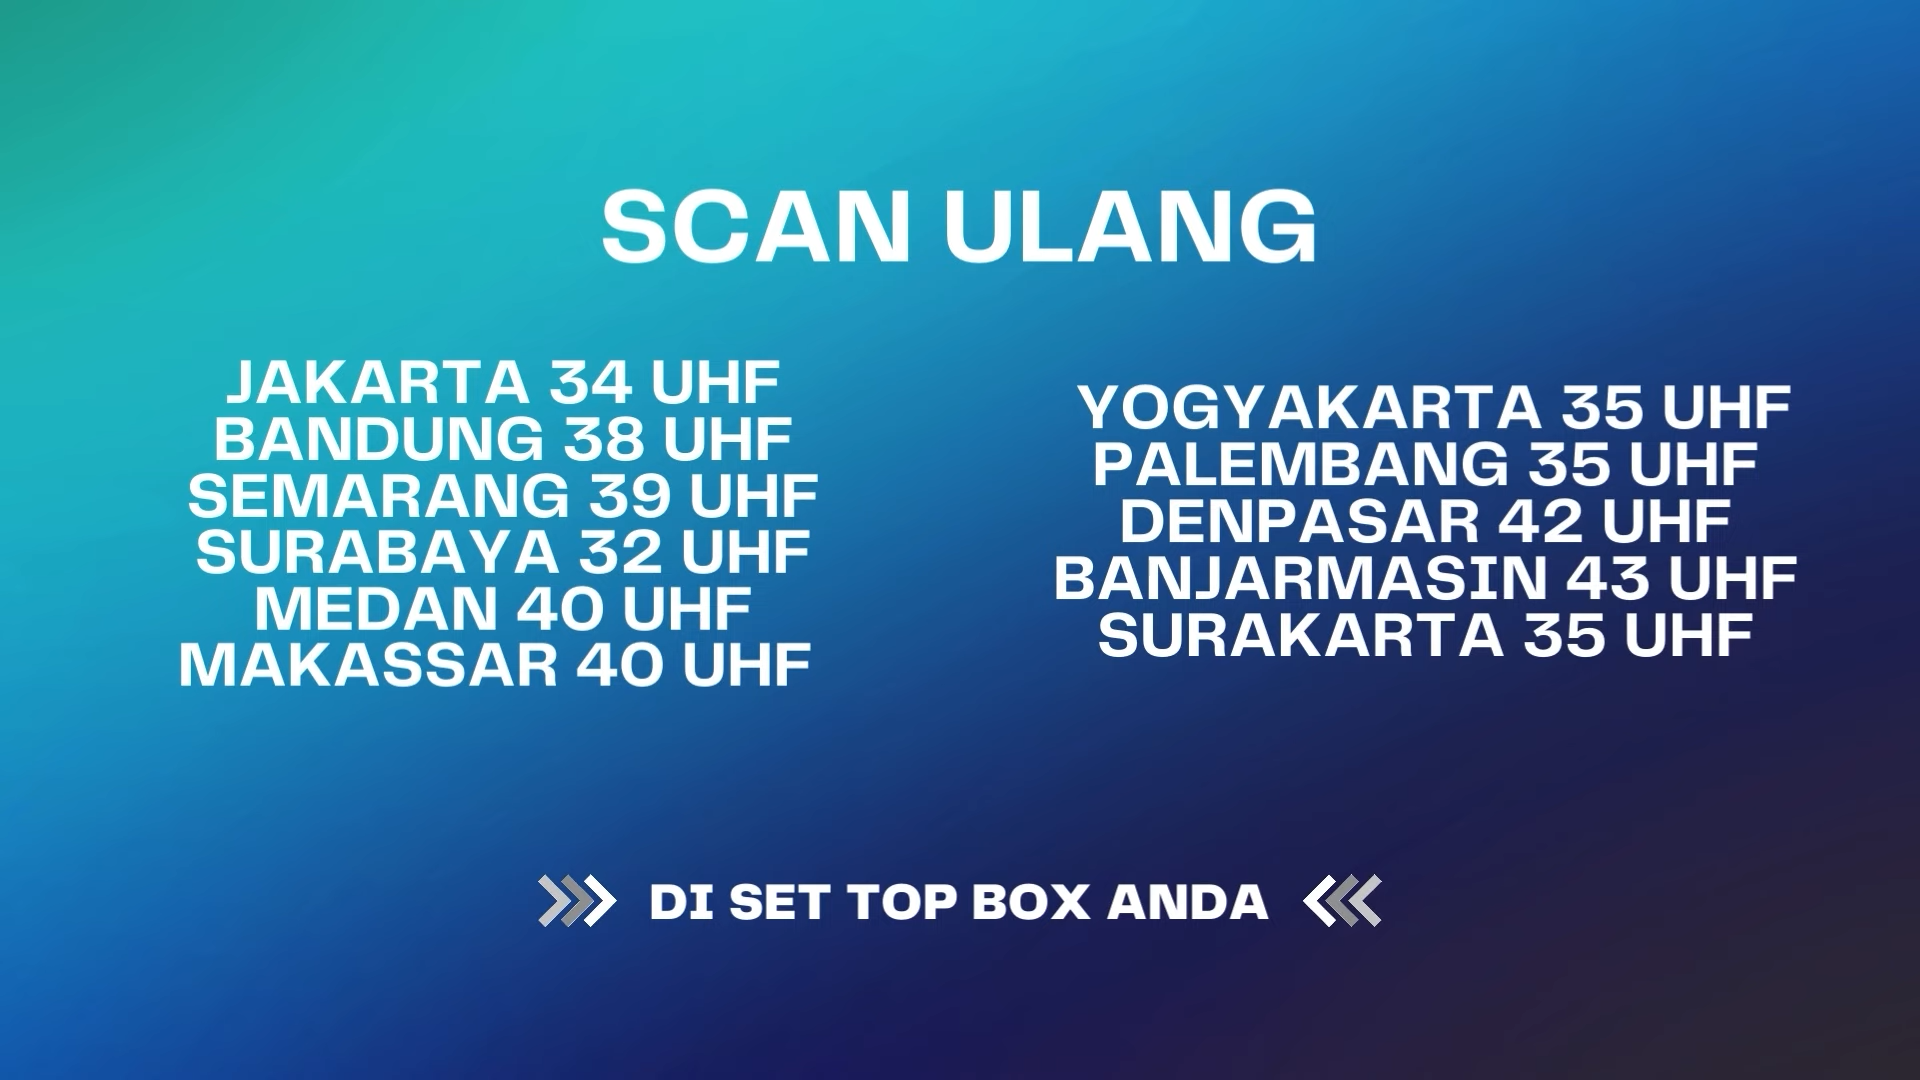 SCAN ULANG
JAKARTA 34 UHF
BANDUNG 38 UHF
SEMARANG 39 UHF
SURABAYA 32 UHF
MEDAN 40 UHF
MAKASSAR 40 UHF
YOGYAKARTA 35 UHF
PALEMBANG 35 UHF
DENPASAR 42 UHF
BANJARMASIN 43 UHF
SURAKARTA 35 UHF
DI SET TOP BOX ANDA